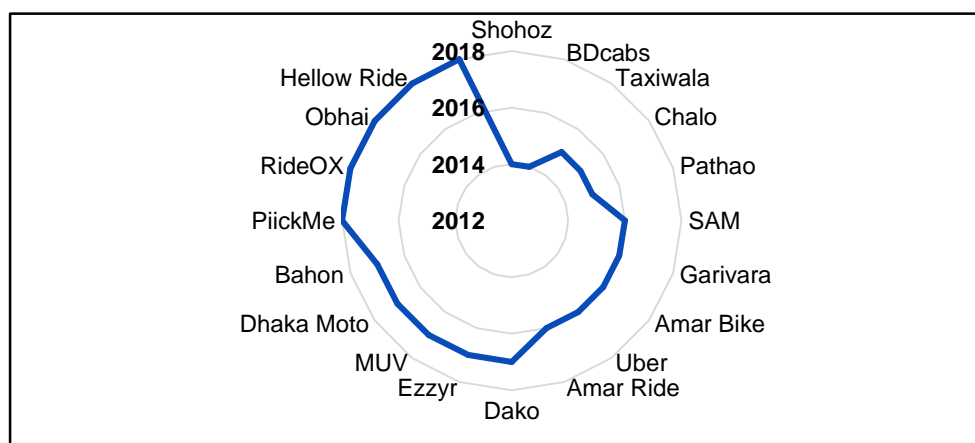 Shohoz
2018
BDcabs
Hellow Ride
Taxiwala
Obhai
2016
Chalo
RideOX
2014
Pathao
PiickMe
2012
SAM
Bahon
Garivara
Dhaka Moto
Amar Bike
MUV
Uber
Ezzyr
Amar Ride
Dako